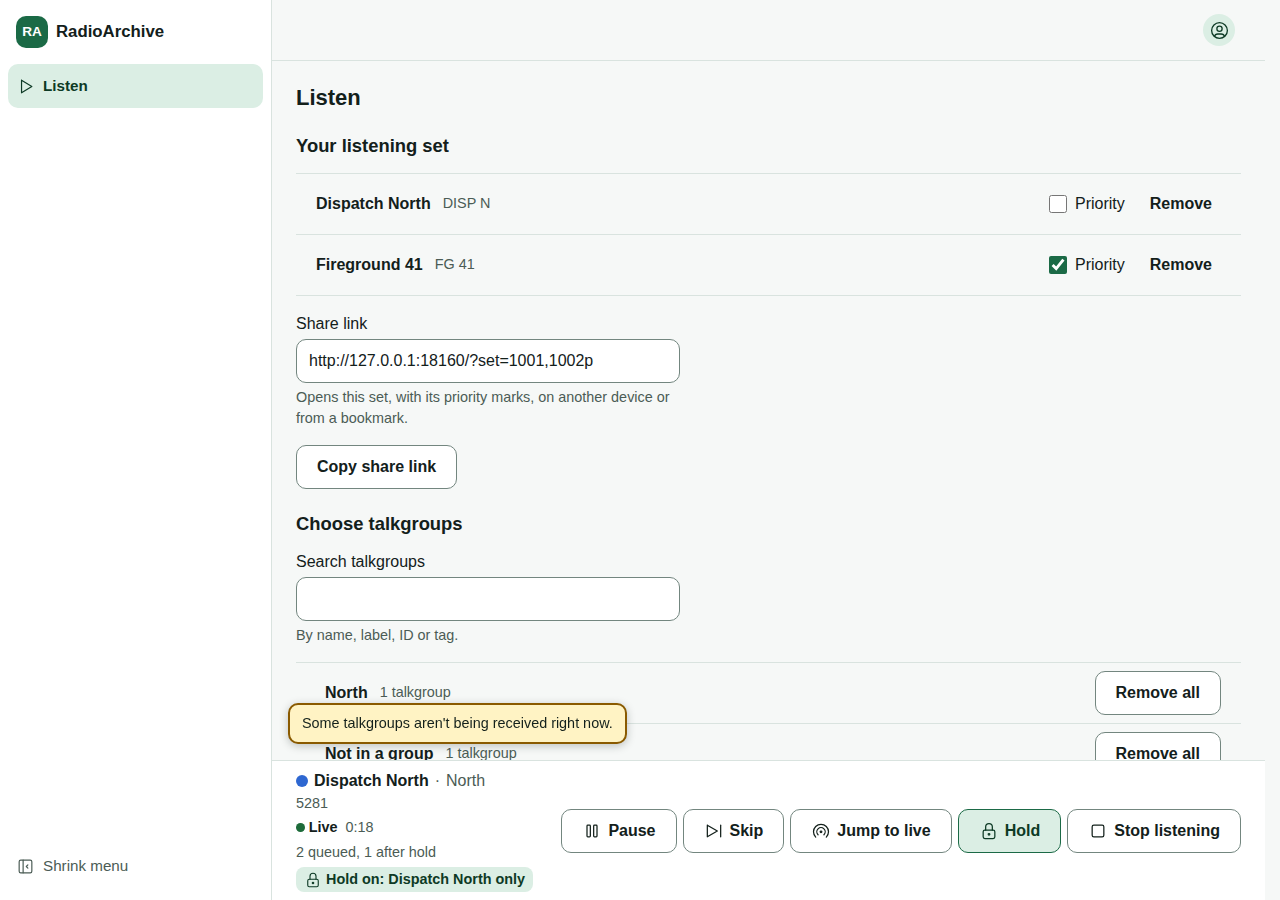 RA RadioArchive
Listen
Listen
Your listening set
Dispatch North DISP N Priority Remove
Fireground 41 FG 41 Priority Remove
Share link
http://127.0.0.1:18160/?set=1001,1002p
Opens this set, with its priority marks, on another device or
from a bookmark.
Copy share link
Choose talkgroups
Search talkgroups
By name, label, ID or tag.
North 1 talkgroup Remove all
Some talkgroups aren't being received right now.
Not in a group 1 talkgroup Remove all
Dispatch North · North
5281
Live 0:18
2 queued, 1 after hold
Hold on: Dispatch North only
Pause Skip Jump to live Hold Stop listening
Shrink menu